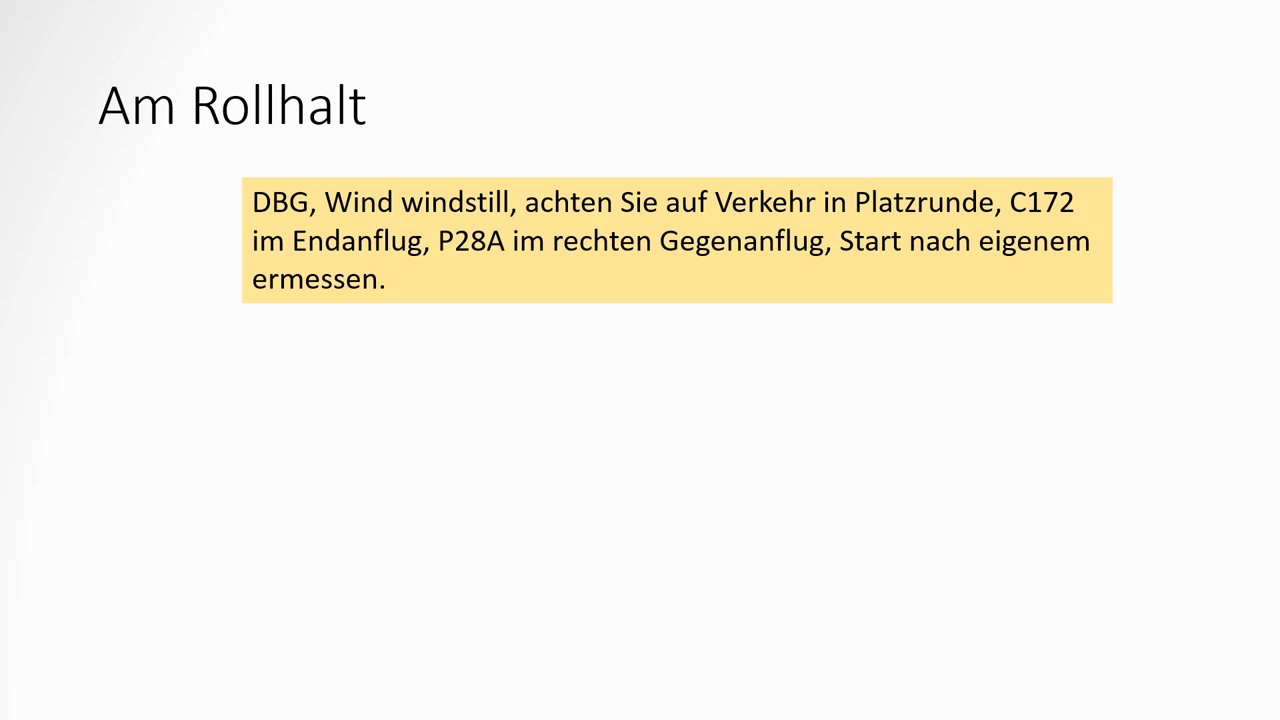 Am Rollhalt
DBG, Wind windstill, achten Sie auf Verkehr in Platzrunde, C172
im Endanflug, P28A im rechten Gegenanflug, Start nach eigenem
ermessen.